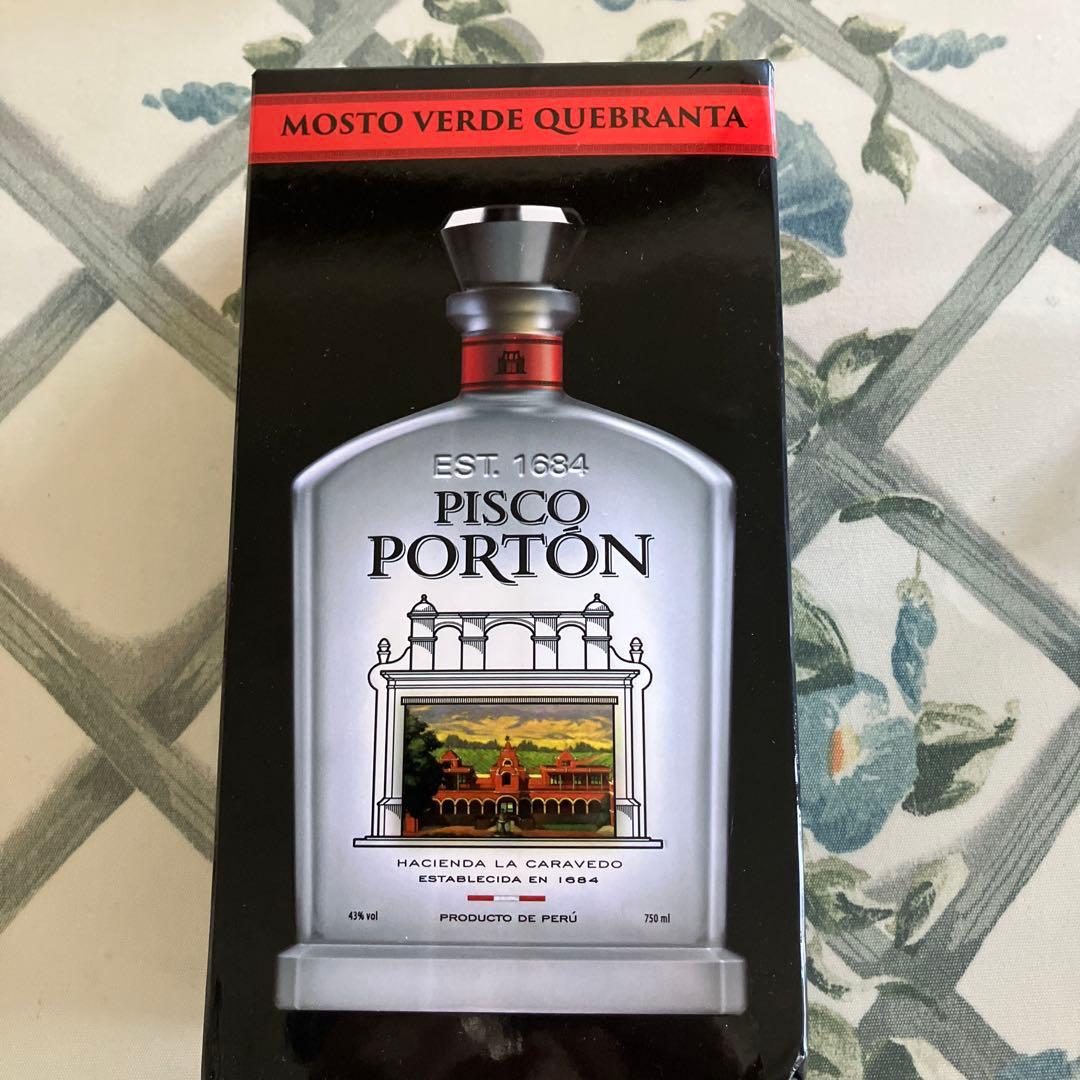 MOSTO VERDE QUEBRANTA
EST. 1684
PISCO
PORTÓN
HACIENDA LA CARAVEDO
ESTABLECIDA EN 1684
43% vol
PRODUCTO DE PERÚ
750 ml